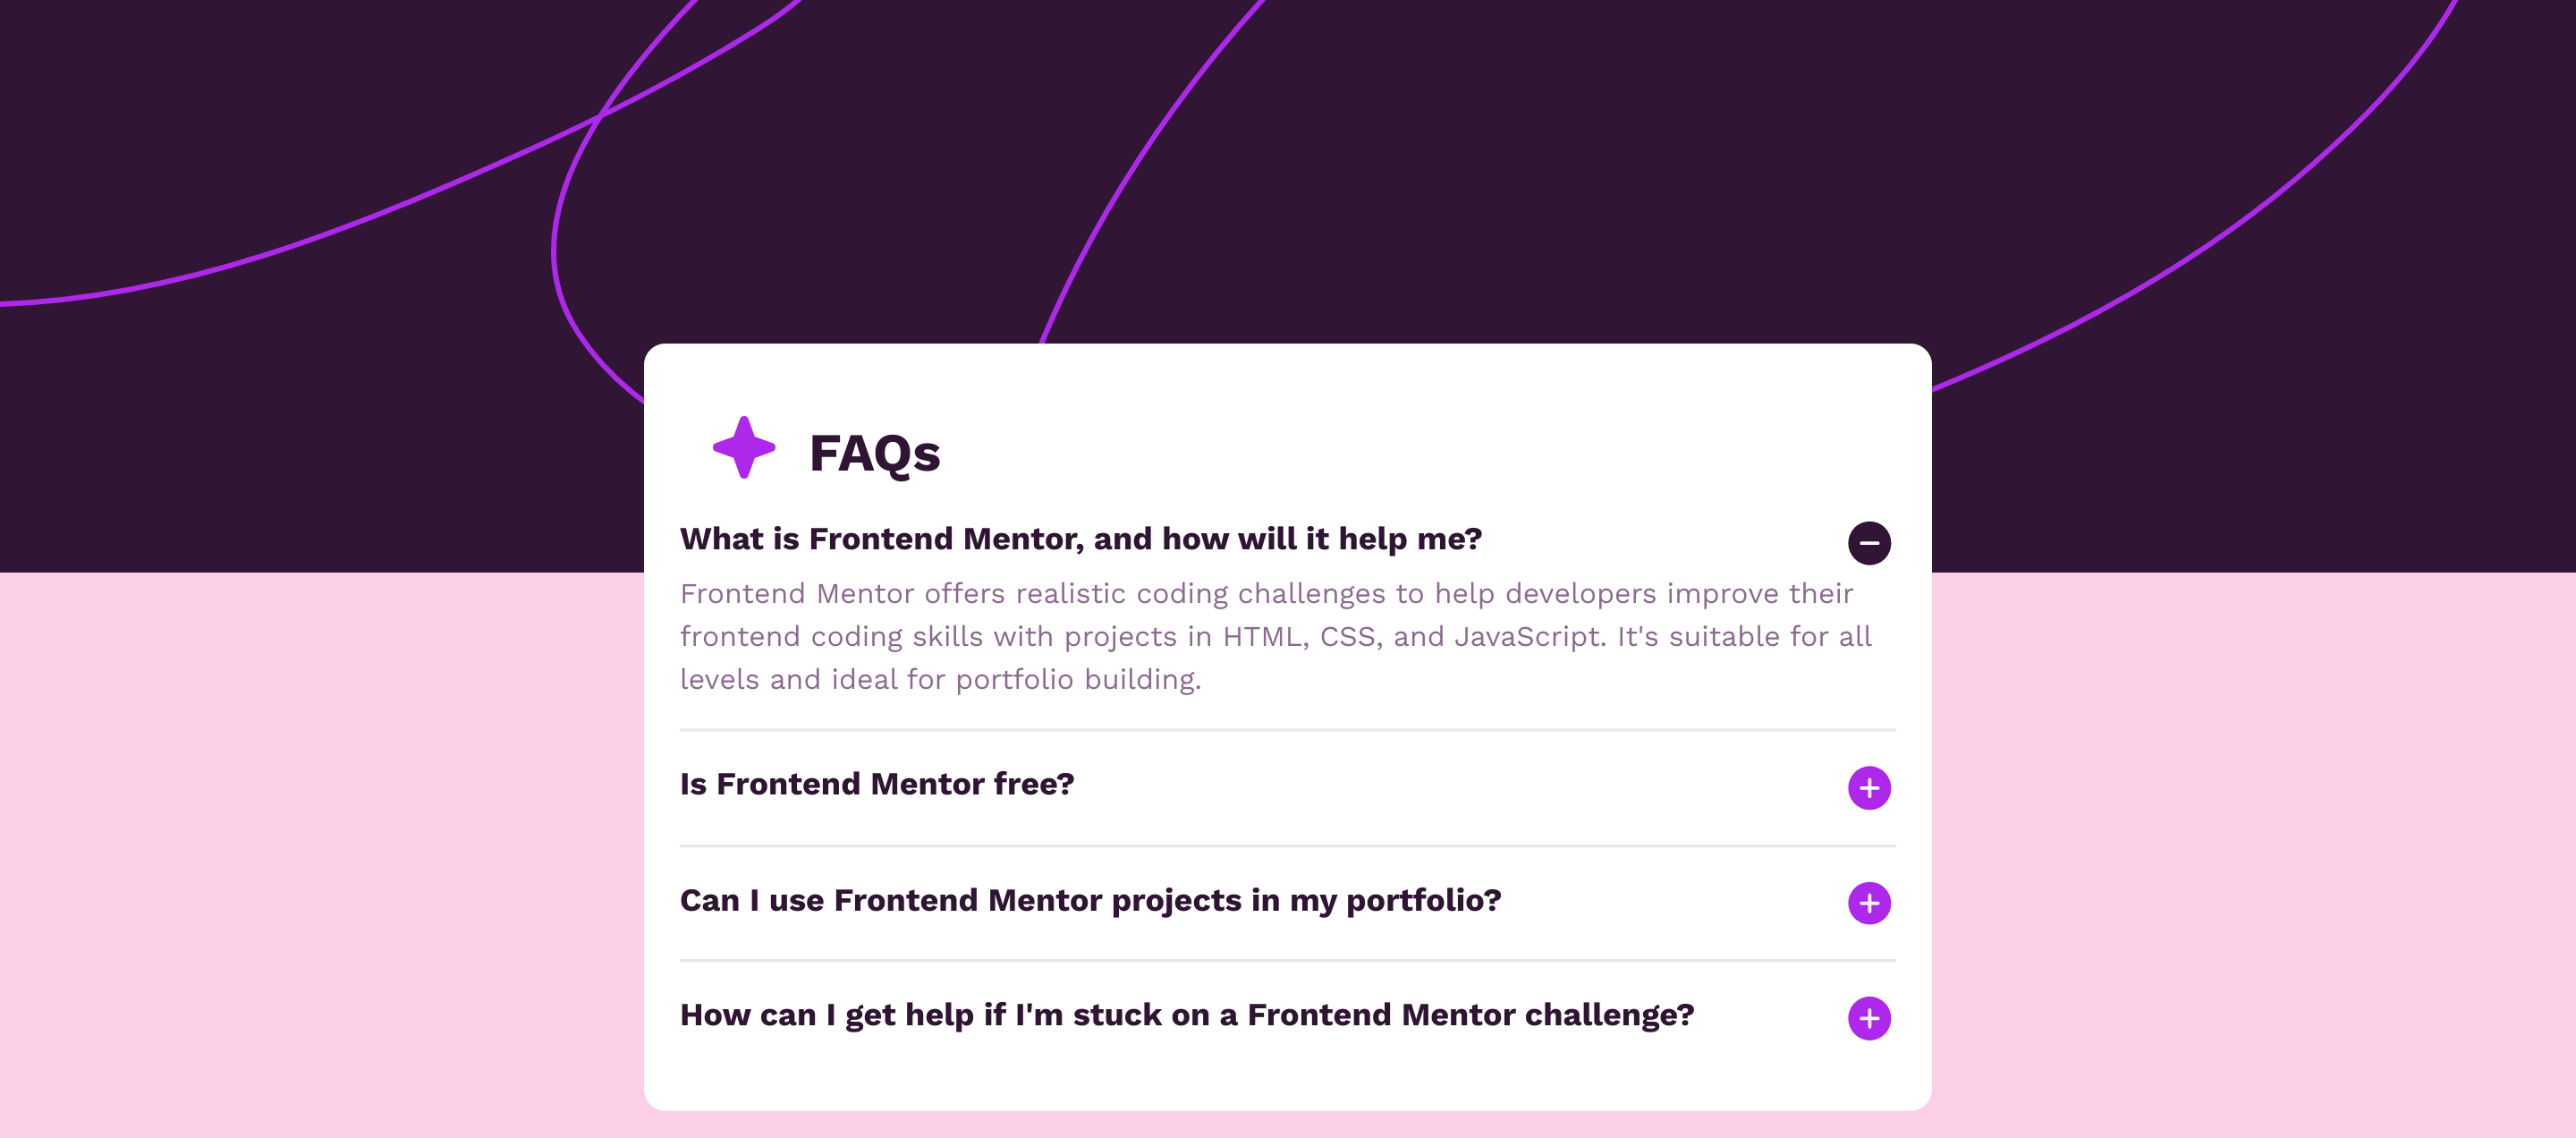 FAQs
What is Frontend Mentor, and how will it help me?
Frontend Mentor offers realistic coding challenges to help developers improve their
frontend coding skills with projects in HTML, CSS, and JavaScript. It's suitable for all
levels and ideal for portfolio building.
Is Frontend Mentor free?
Can I use Frontend Mentor projects in my portfolio?
How can I get help if I'm stuck on a Frontend Mentor challenge?